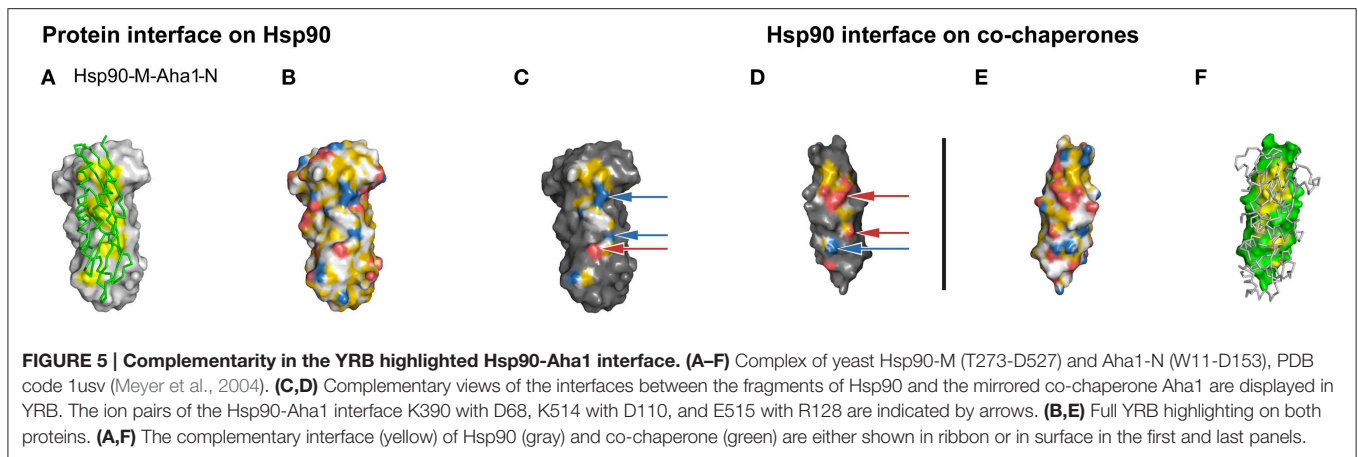 Protein interface on Hsp90
Hsp90 interface on co-chaperones
A Hsp90-M-Aha1-N
B
C
D
E
F
FIGURE 5 | Complementarity in the YRB highlighted Hsp90-Aha1 interface. (A–F) Complex of yeast Hsp90-M (T273-D527) and Aha1-N (W11-D153), PDB
code 1usv (Meyer et al., 2004). (C,D) Complementary views of the interfaces between the fragments of Hsp90 and the mirrored co-chaperone Aha1 are displayed in
YRB. The ion pairs of the Hsp90-Aha1 interface K390 with D68, K514 with D110, and E515 with R128 are indicated by arrows. (B,E) Full YRB highlighting on both
proteins. (A,F) The complementary interface (yellow) of Hsp90 (gray) and co-chaperone (green) are either shown in ribbon or in surface in the first and last panels.